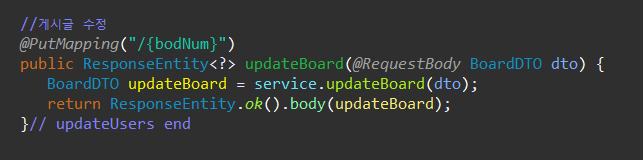 //게시글 수정
@PutMapping("/{bodNum}")
public ResponseEntity<?> updateBoard(@RequestBody BoardDTO dto) {
   BoardDTO updateBoard = service.updateBoard(dto);
   return ResponseEntity.ok().body(updateBoard);
}// updateUsers end